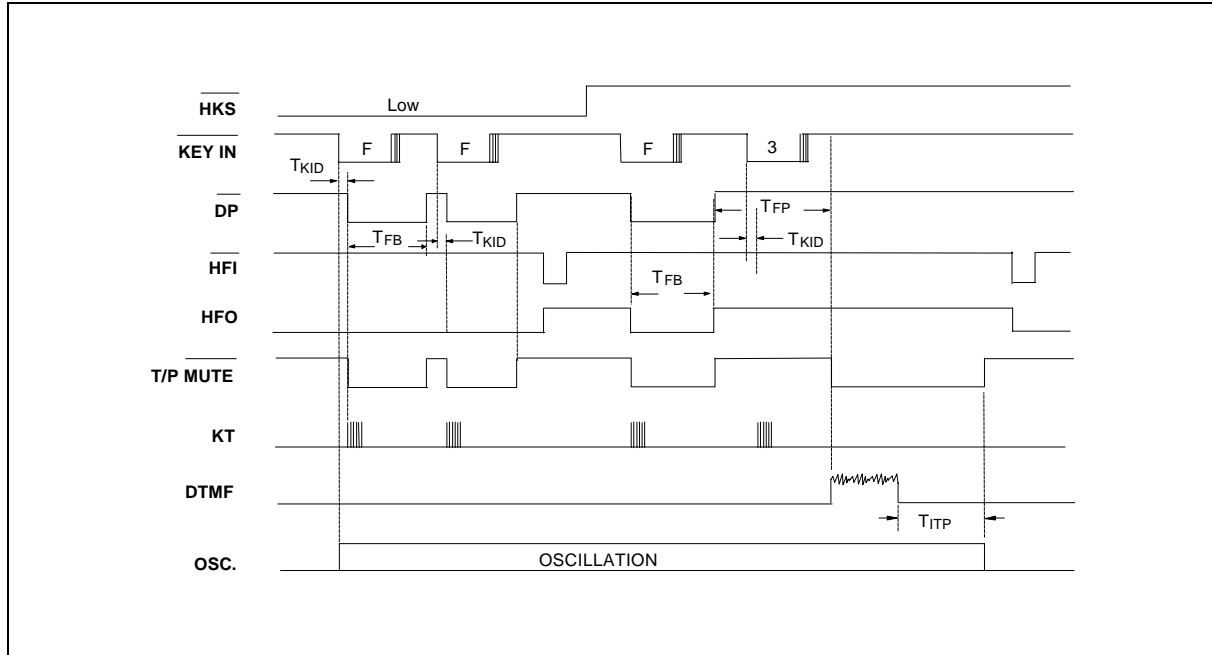 HKS
Low
KEY IN
F
F
F
3
TKID
DP
TFP
TFB
TKID
TKID
HFI
TFB
HFO
T/P MUTE
KT
DTMF
TITP
OSC.
OSCILLATION